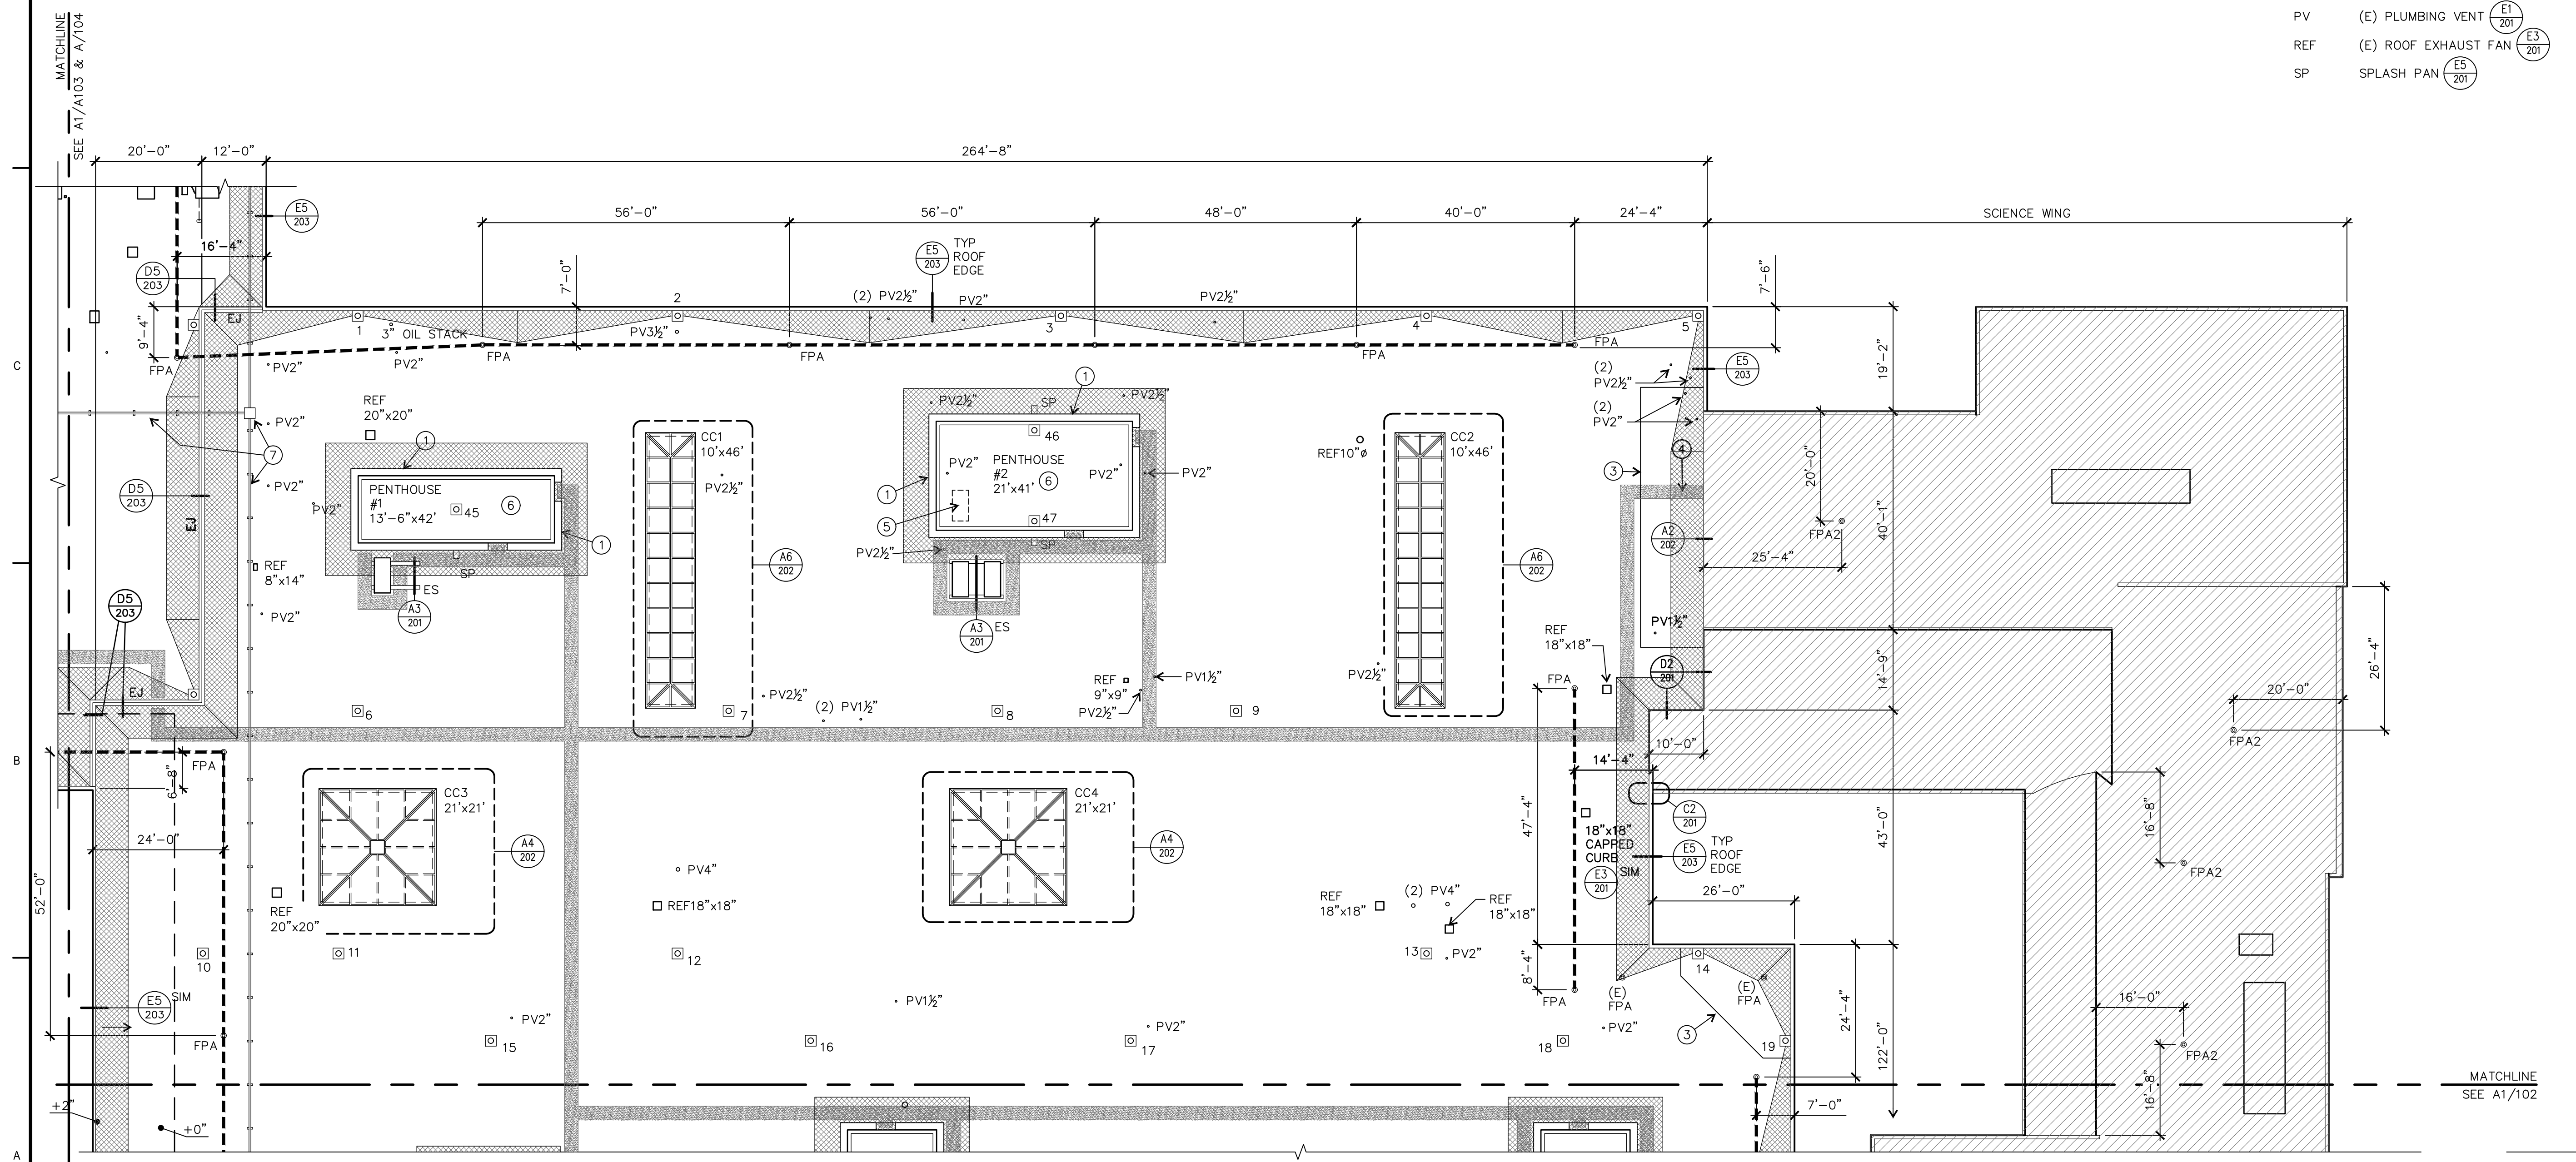 MATCHLINE
SEE A1/A103 & A/104
PV (E) PLUMBING VENT E1 201
REF (E) ROOF EXHAUST FAN E3 201
SP SPLASH PAN E5 201
20'-0" 12'-0" 264'-8"
56'-0" 56'-0" 48'-0" 40'-0" 24'-4" SCIENCE WING
E5
203
16'-4"
D5
203
7'-0"
E5
203
TYP
ROOF
EDGE
7'-6"
(2) PV2½"
PV2"
PV2½"
9'-4"
EJ
1
3" OIL STACK
2
PV3½"
3
4
5
FPA
PV2"
PV2"
FPA
FPA
FPA
FPA
E5
203
(2)
PV2½"
(2)
PV2"
19'-2"
C
REF
20"x20"
PV2"
7
PV2"
1
PENTHOUSE
#1
13'-6"x42'
45
6
PV2"
1
D5
203
EJ
REF
8"x14"
PV2"
SP
ES
A3
201
CC1
10'x46'
PV2½"
A6
202
1
PV2½"
SP
PV2½"
46
PV2"
PENTHOUSE
#2
21'x41'
6
PV2"
PV2"
1
5
47
SP
PV2½"
A3
201
ES
REF10"ø
CC2
10'x46'
A6
202
3
4
A2
202
20'-0"
FPA2
25'-4"
40'-1"
PV1½"
REF
18"x18"
D2
201
14'-9"
26'-4"
20'-0"
FPA2
D5
203
EJ
6
7
PV2½"
(2) PV1½"
8
REF
9"x9"
PV1½"
PV2½"
9
PV2½"
FPA
10'-0"
14'-4"
B
FPA
6'-8"
24'-0"
52'-0"
CC3
21'x21'
A4
202
REF
20"x20"
CC4
21'x21'
A4
202
PV4"
REF18"x18"
REF
18"x18"
(2) PV4"
REF
18"x18"
47'-4"
8'-4"
18"x18"
CAPPED
CURB
E3
201
SIM
C2
201
E5
203
TYP
ROOF
EDGE
43'-0"
26'-0"
16'-8"
FPA2
10
11
12
13
PV2"
14
E5
203
SIM
PV2"
PV1½"
PV2"
FPA
(E)
FPA
(E)
FPA
PV2"
3
24'-4"
122'-0"
16'-0"
FPA2
16'-8"
FPA
15
16
17
18
19
MATCHLINE
SEE A1/102
+2"
+0"
7'-0"
A